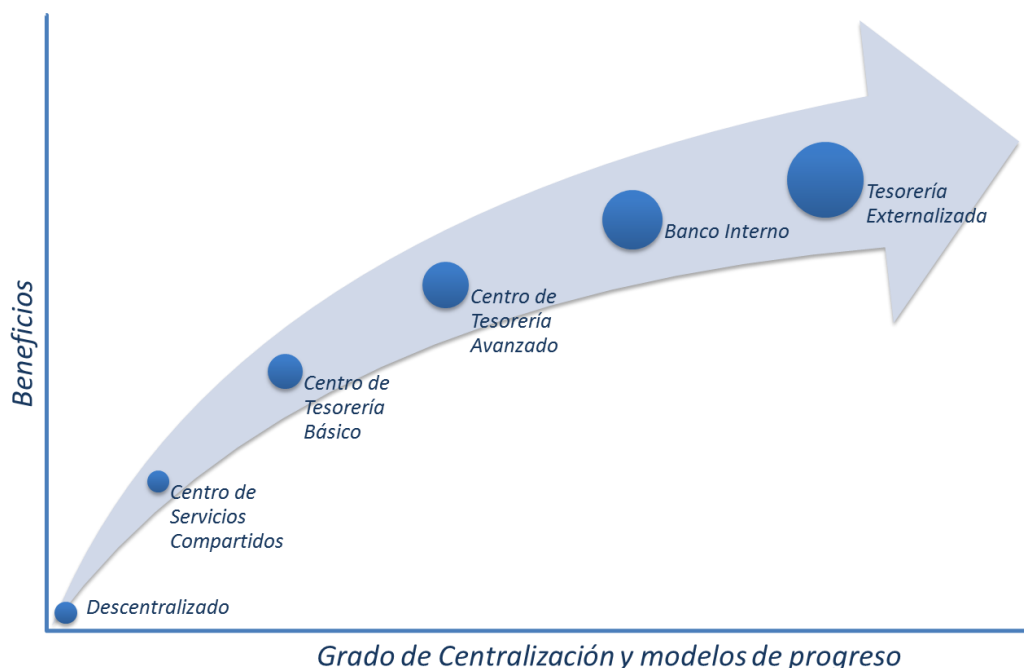 Beneficios
Tesorería
Externalizada
Banco Interno
Centro de
Tesorería
Avanzado
Centro de
Tesorería
Básico
Centro de
Servicios
Compartidos
Descentralizado
Grado de Centralización y modelos de progreso